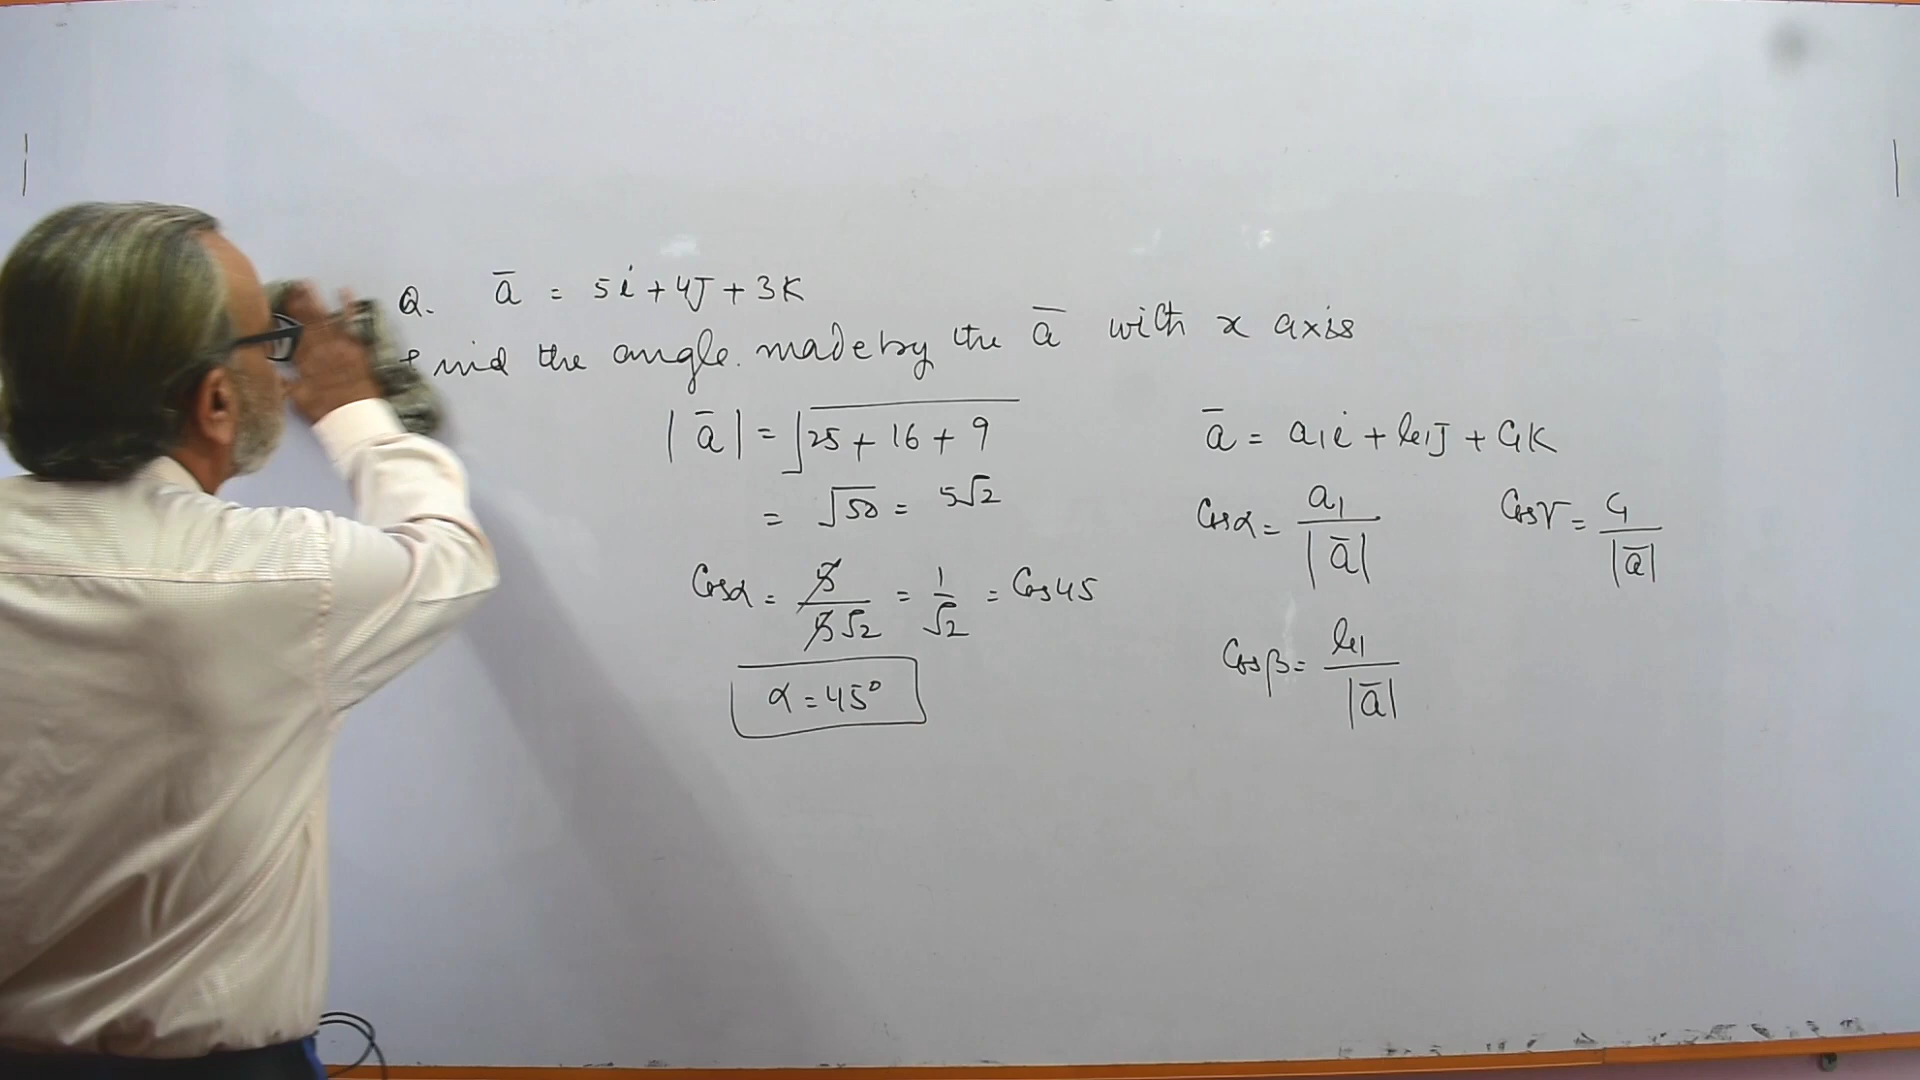 Q. a̅ = 5i + 4J + 3K
Find the angle made by the a̅ with x axis
|a̅| = √25 + 16 + 9
= √50 = 5√2
Cosα = 5/5√2 = 1/√2 = Cos45
α = 45°
a̅ = a₁i + b₁J + C₁K
Cosα = a₁/|a̅|
Cosγ = C₁/|a̅|
Cosβ = b₁/|a̅|